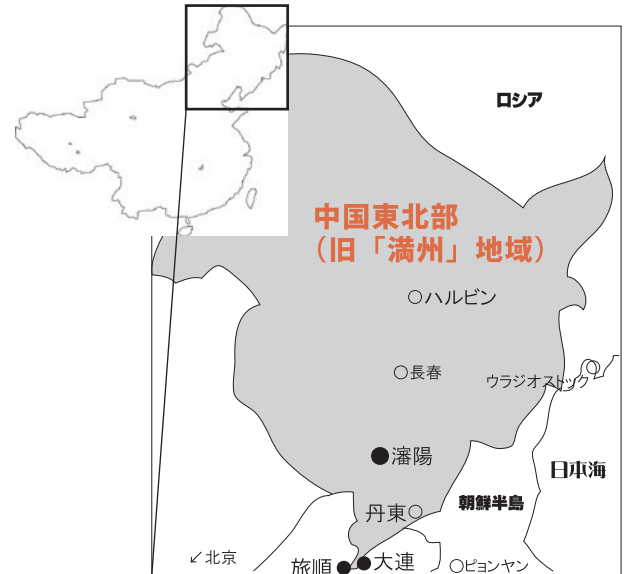 ロシア
中国東北部
（旧「満州」地域）
ハルビン
長春
ウラジオストック
瀋陽
日本海
朝鮮半島
丹東
↙北京
旅順
大連
ピョンヤン